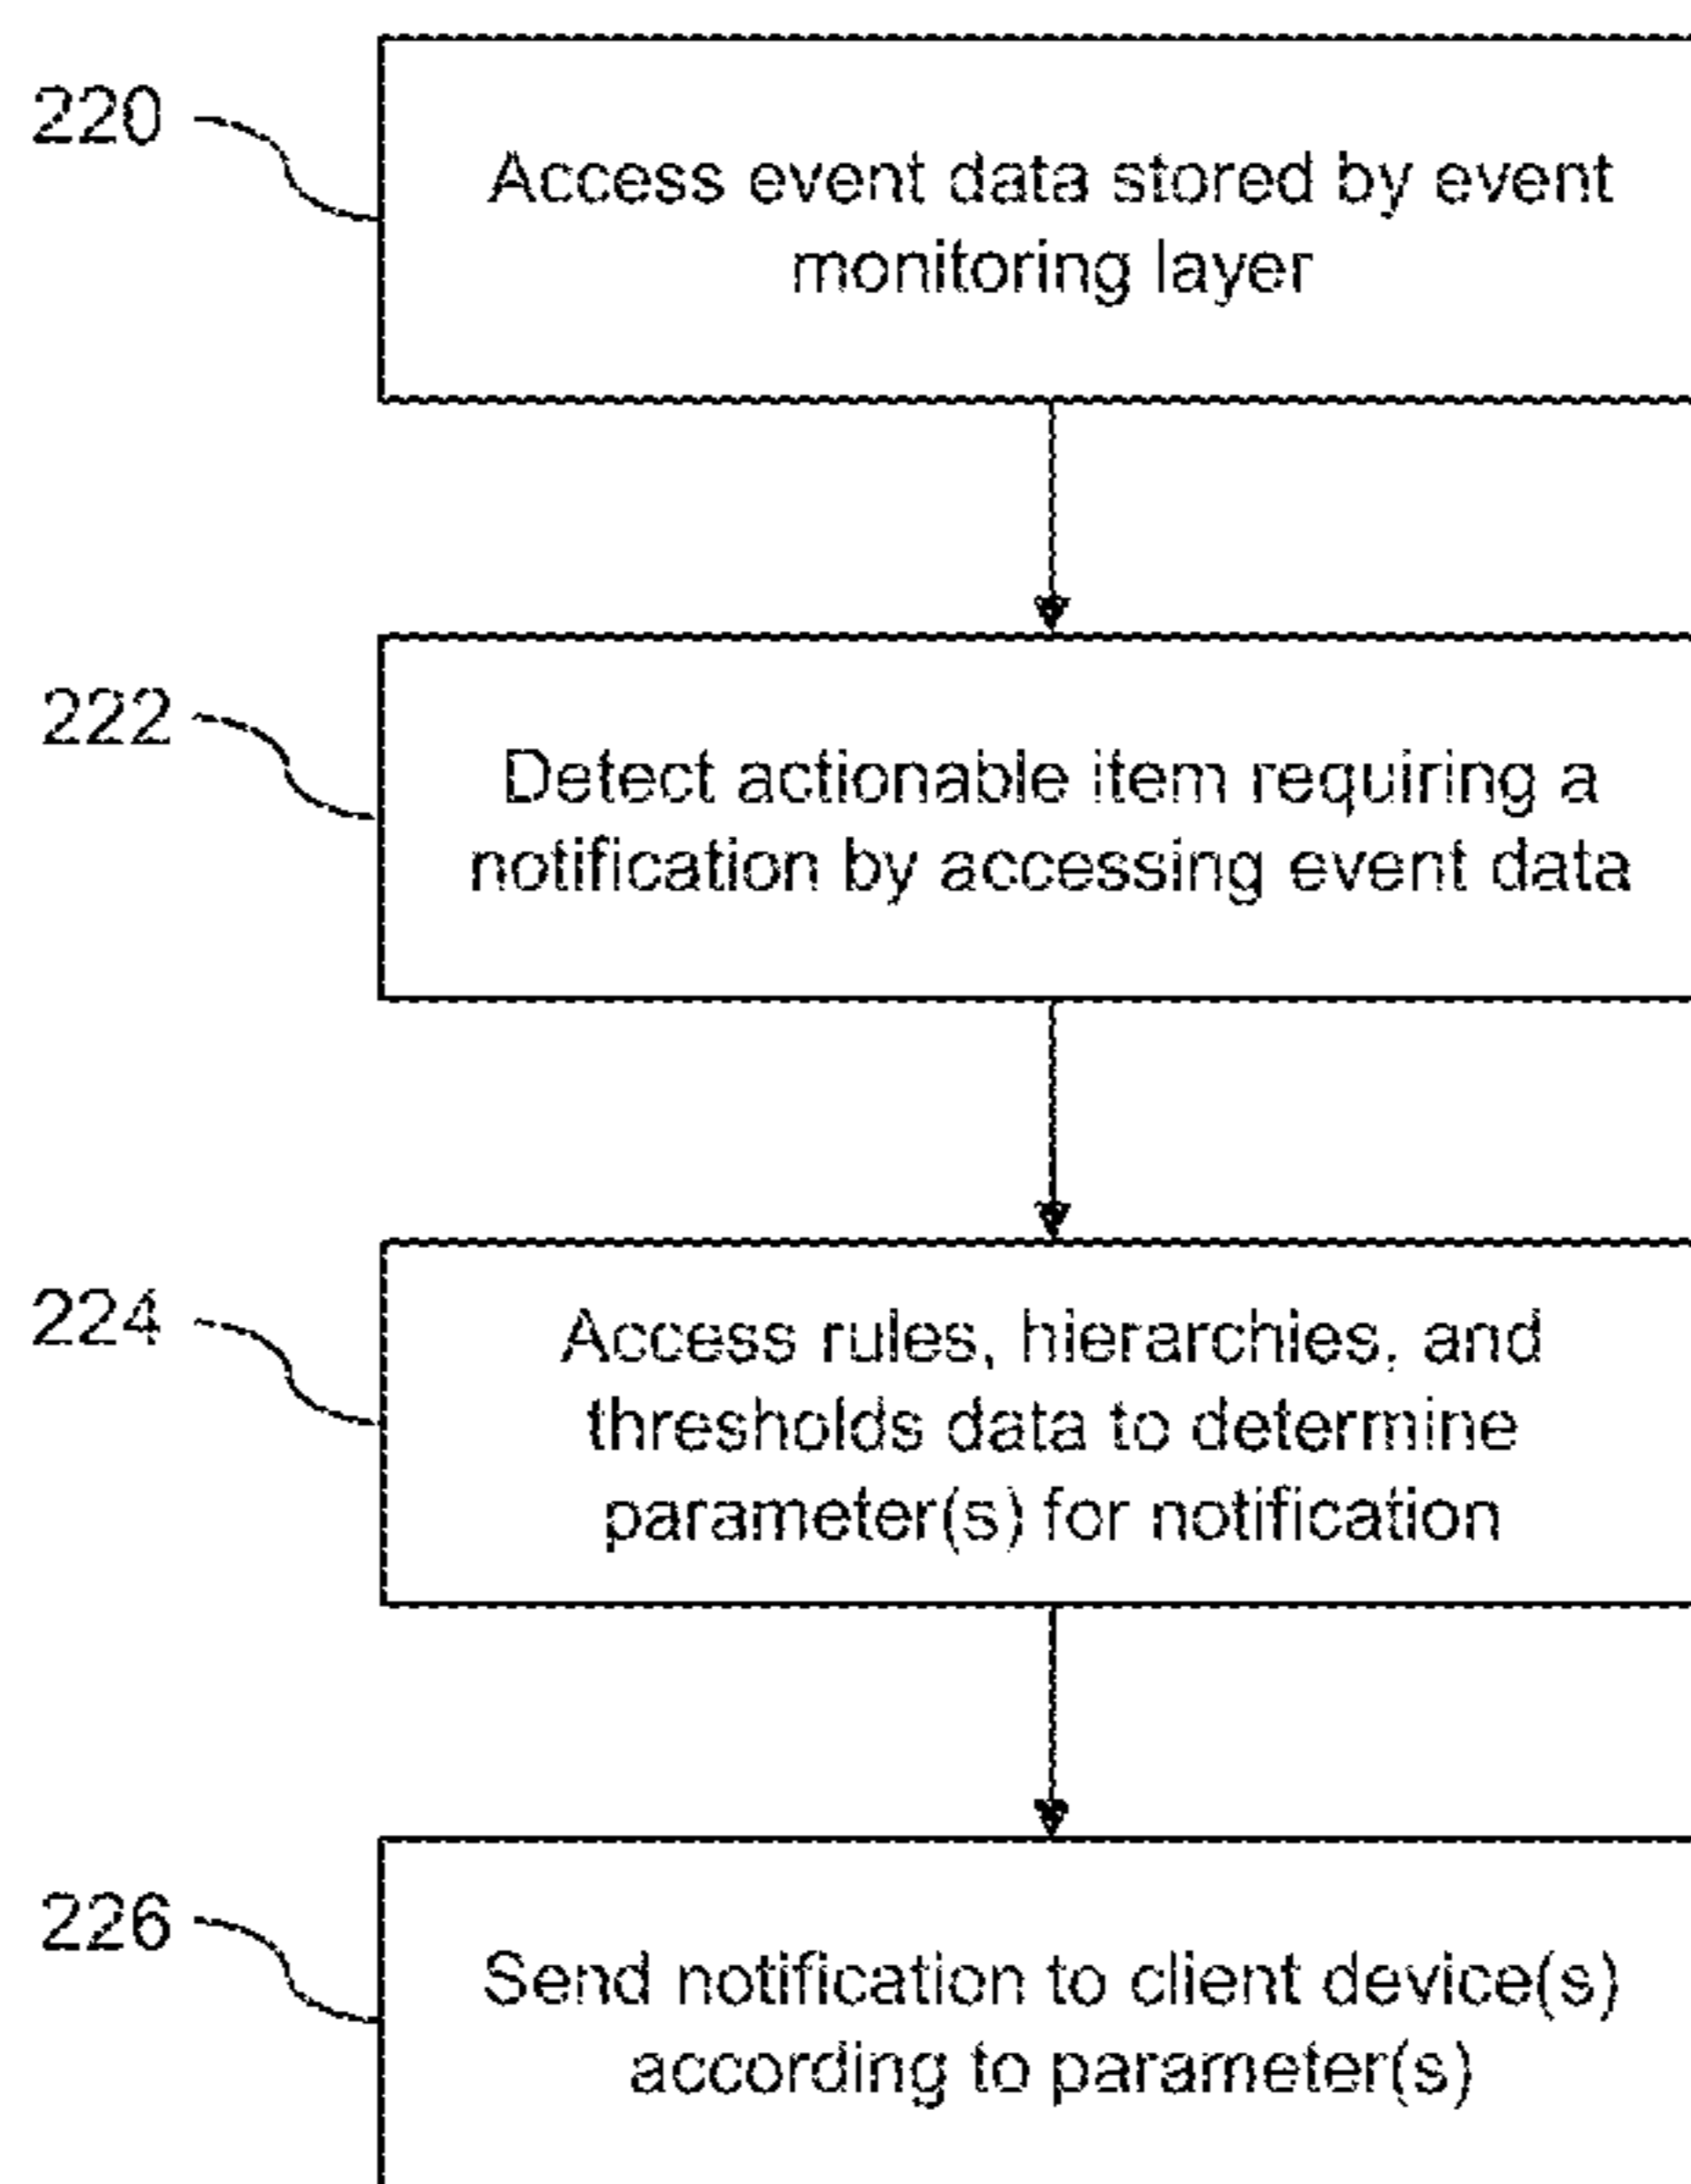 220
Access event data stored by event
monitoring layer
222
Detect actionable item requiring a
notification by accessing event data
224
Access rules, hierarchies, and
thresholds data to determine
parameter(s) for notification
226
Send notification to client device(s)
according to parameter(s)